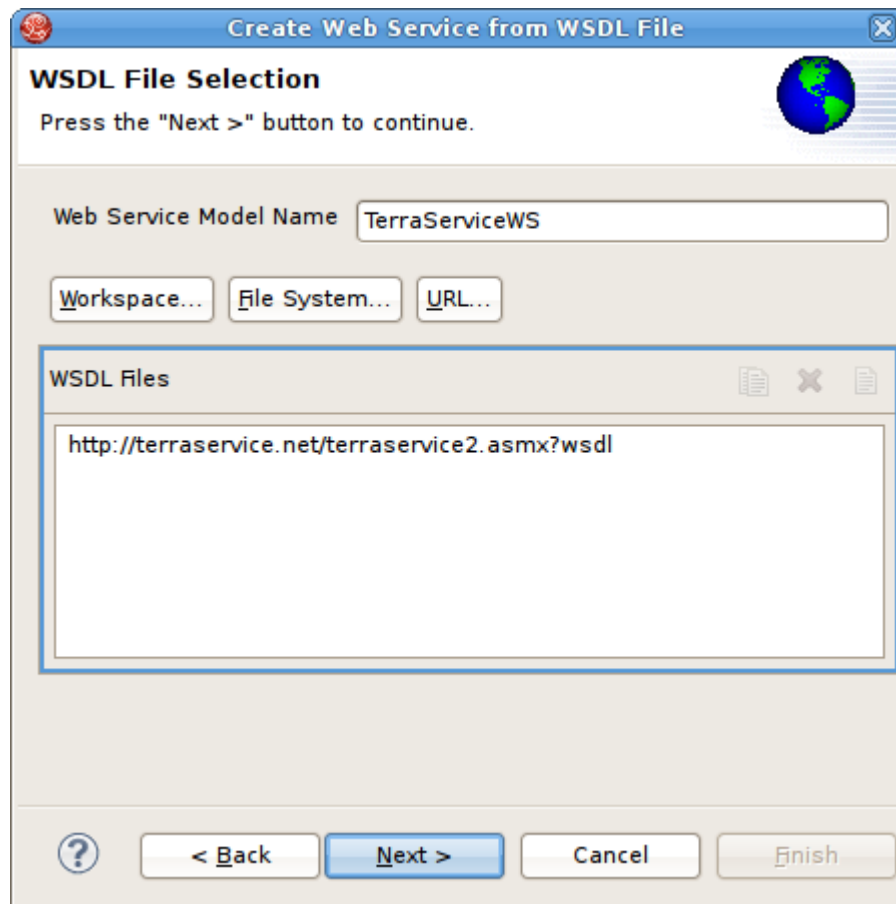 Create Web Service from WSDL File
WSDL File Selection
Press the "Next >" button to continue.
Web Service Model Name TerraServiceWS
Workspace... File System... URL...
WSDL Files
http://terraservice.net/terraservice2.asmx?wsdl
? < Back Next > Cancel Finish